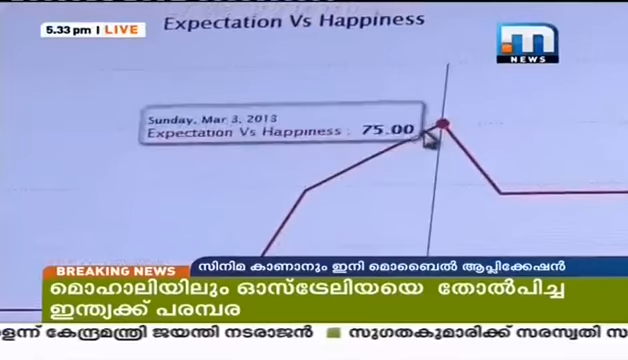 Expectation Vs Happiness
5.33 pm | LIVE
m
NEWS
Sunday, Mar 3, 2013
Expectation Vs Happiness : 75.00
സിനിമ കാണാനും ഇനി മൊബൈൽ ആപ്ലിക്കേഷൻ
BREAKING NEWS
മൊഹാലിയിലും ഓസ്ട്രേലിയയെ തോൽപിച്ച
ഇന്ത്യക്ക് പരമ്പര
കേന്ദ്രമന്ത്രി ജയന്തി നടരാജൻ സുഗതകുമാരിക്ക് സരസ്വതി